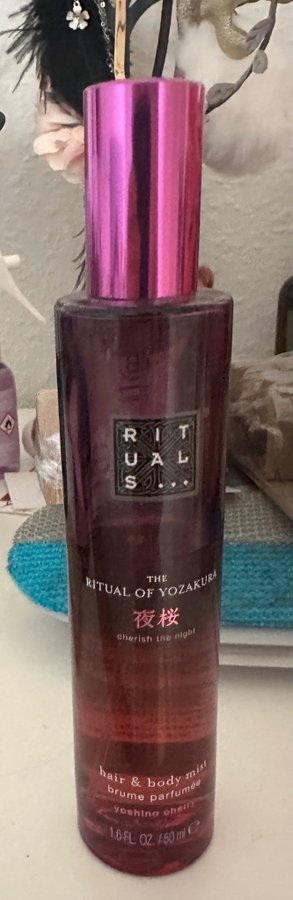 RIT
UAL
S...
THE
RITUAL OF YOZAKURA
夜桜
cherish the night
hair & body mist
brume parfumée
yoshino cherry
1.6 FL. OZ. / 50 ml ℮